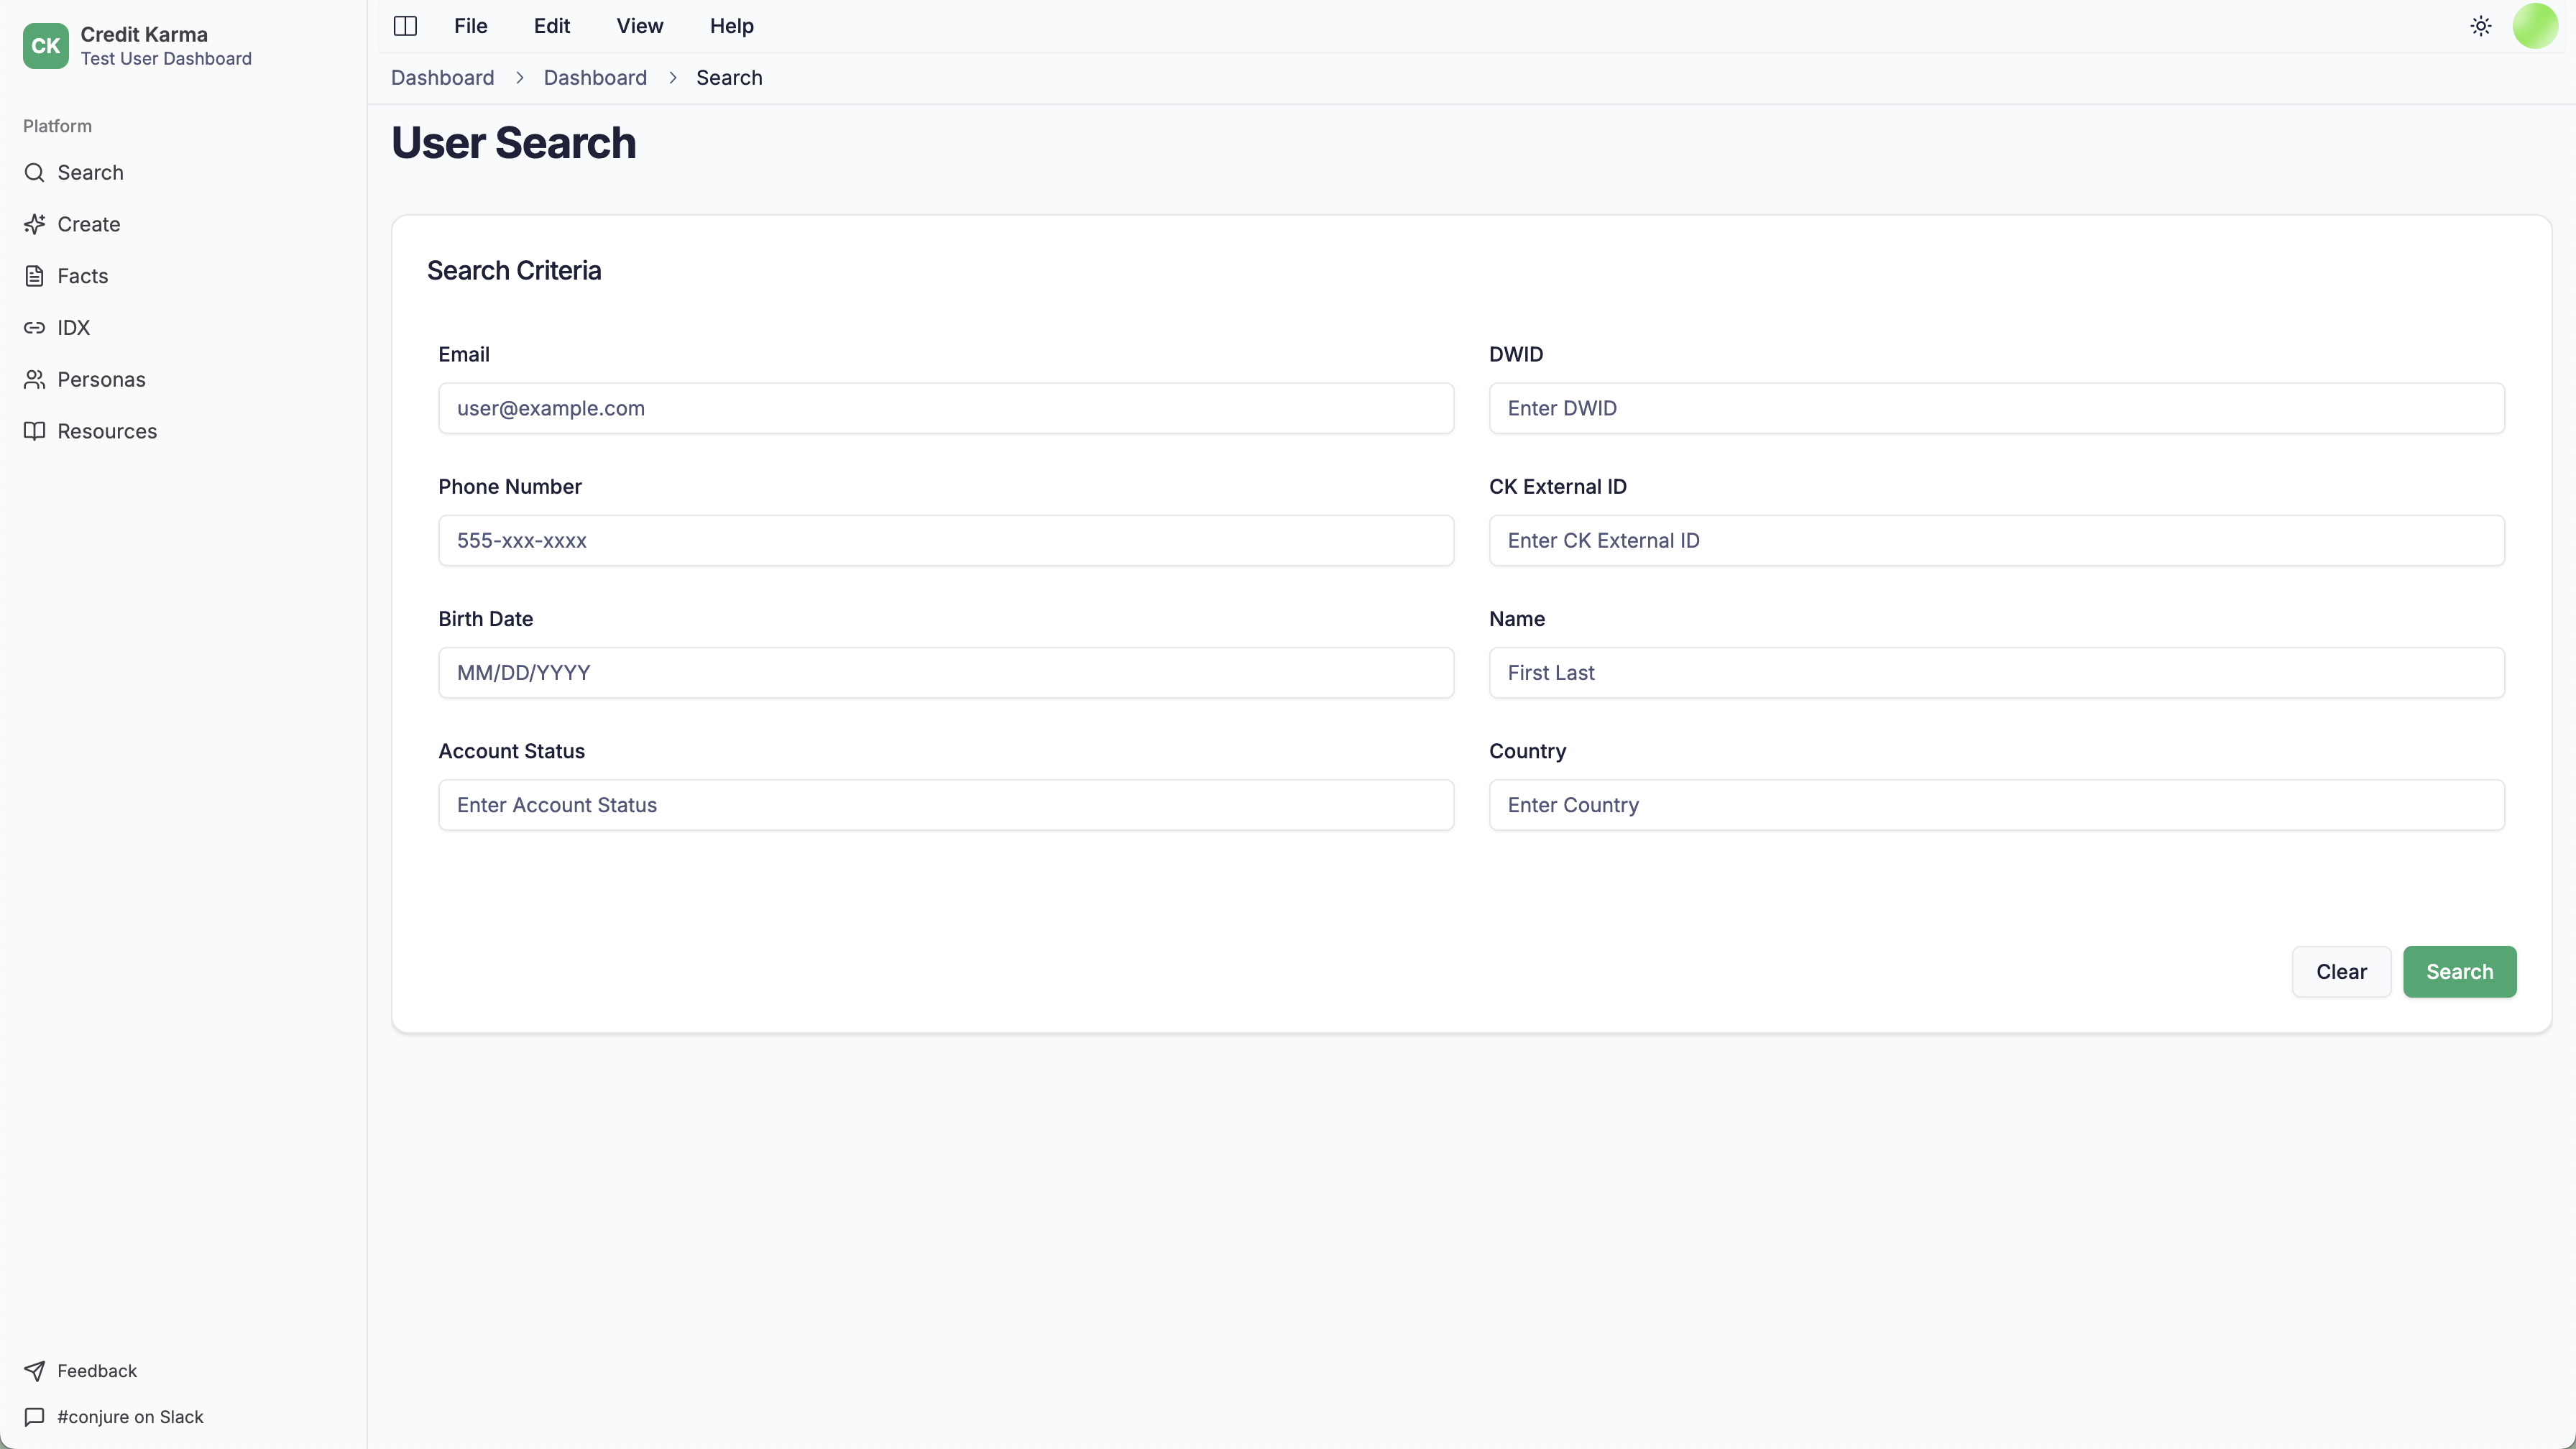 CK
Credit Karma
Test User Dashboard
Platform
Search
Create
Facts
IDX
Personas
Resources
Feedback
#conjure on Slack
File Edit View Help
Dashboard > Dashboard > Search
User Search
Search Criteria
Email
user@example.com
DWID
Enter DWID
Phone Number
555-xxx-xxxx
CK External ID
Enter CK External ID
Birth Date
MM/DD/YYYY
Name
First Last
Account Status
Enter Account Status
Country
Enter Country
Clear
Search